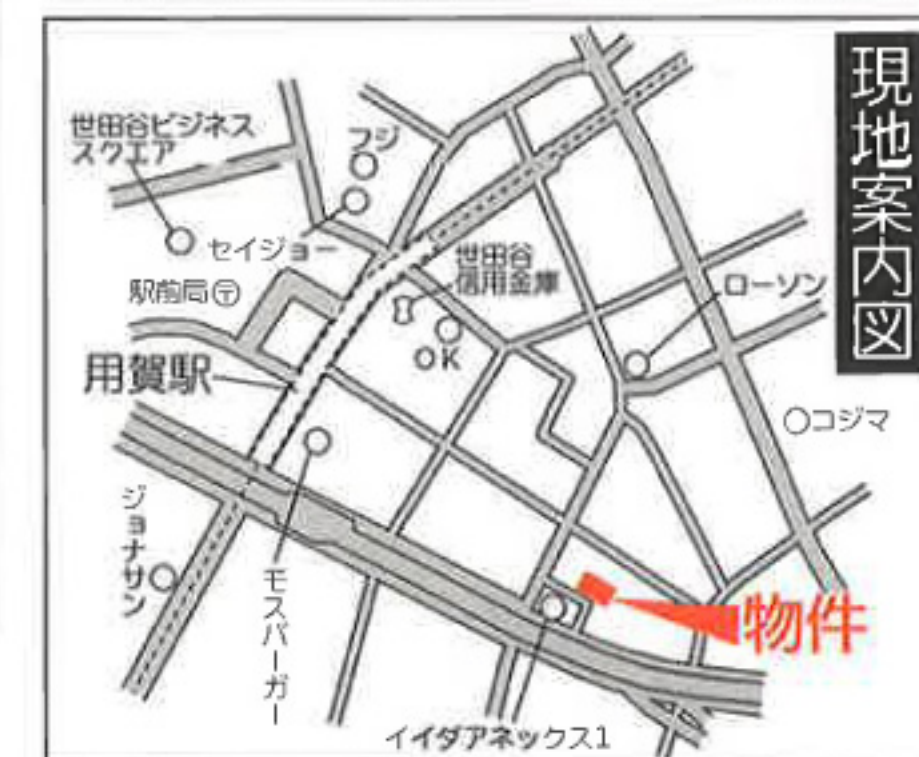 現地案内図
世田谷ビジネス
スクエア
フジ
セイジョー
駅前局〒
世田谷
信用金庫
OK
ローソン
用賀駅
コジマ
ジョナサン
モスバーガー
物件
イイダアネックス1